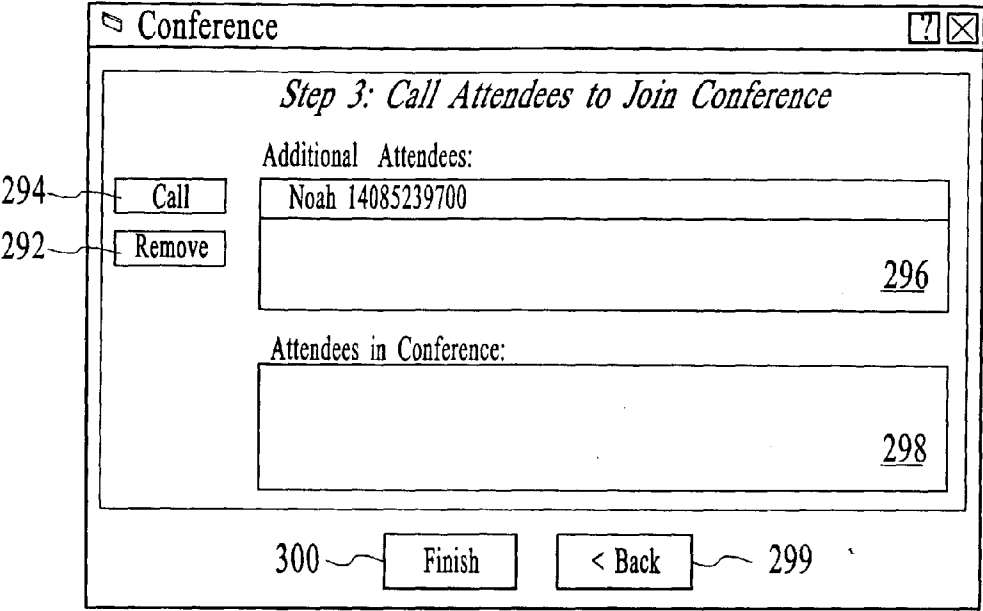 Conference
?
Step 3: Call Attendees to Join Conference
Additional Attendees:
294
Call
Noah 14085239700
292
Remove
296
Attendees in Conference:
298
300
Finish
< Back
299